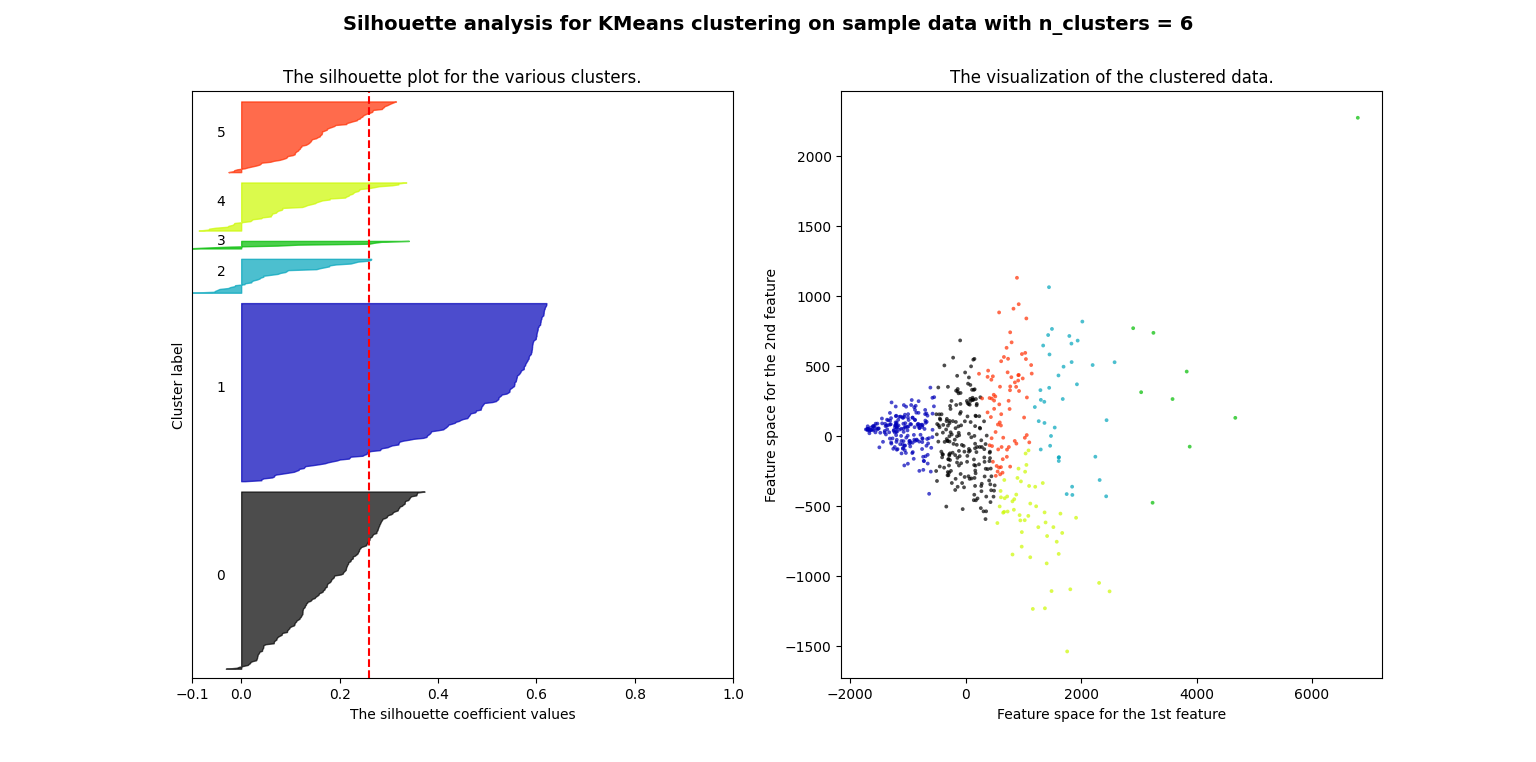 Silhouette analysis for KMeans clustering on sample data with n_clusters = 6
The silhouette plot for the various clusters.
5
4
3
2
1
0
Cluster label
−0.1 0.0 0.2 0.4 0.6 0.8 1.0
The silhouette coefficient values
The visualization of the clustered data.
2000
1500
1000
500
0
−500
−1000
−1500
Feature space for the 2nd feature
−2000 0 2000 4000 6000
Feature space for the 1st feature